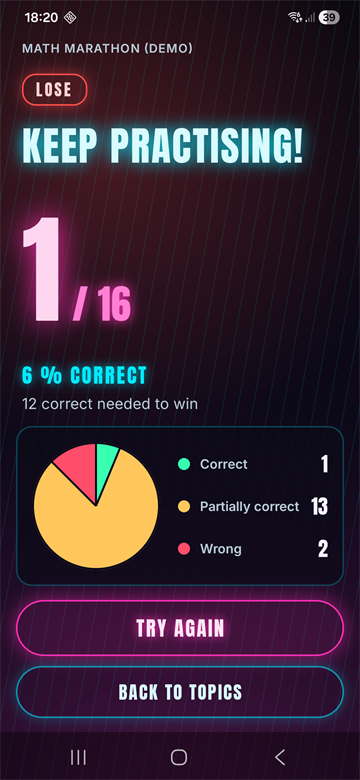 18:20
39
MATH MARATHON (DEMO)
LOSE
KEEP PRACTISING!
1 / 16
6 % CORRECT
12 correct needed to win
Correct 1
Partially correct 13
Wrong 2
TRY AGAIN
BACK TO TOPICS